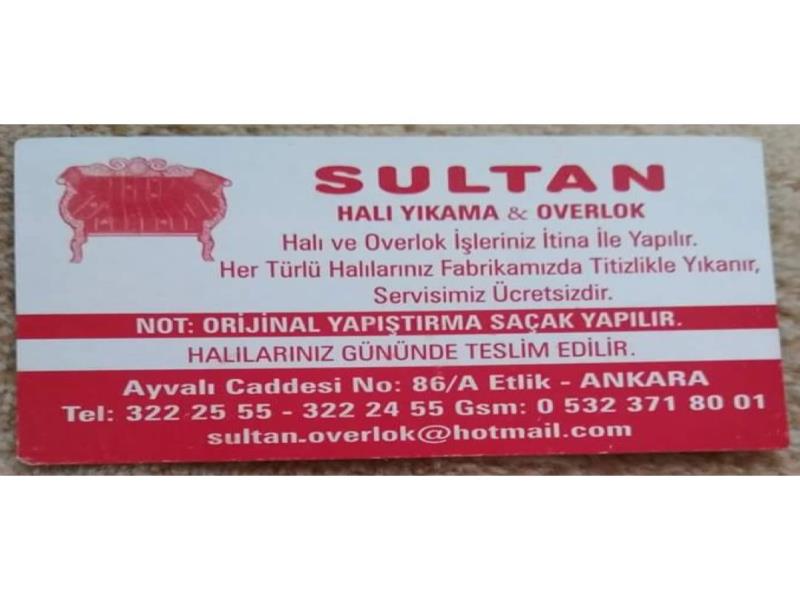 SULTAN
HALI YIKAMA & OVERLOK
Halı ve Overlok İşleriniz İtina İle Yapılır.
Her Türlü Halılarınız Fabrikamızda Titizlikle Yıkanır,
Servisimiz Ücretsizdir.
NOT: ORİJİNAL YAPIŞTIRMA SAÇAK YAPILIR.
HALILARINIZ GÜNÜNDE TESLİM EDİLİR.
Ayvalı Caddesi No: 86/A Etlik - ANKARA
Tel: 322 25 55 - 322 24 55 Gsm: 0 532 371 80 01
sultan-overlok@hotmail.com